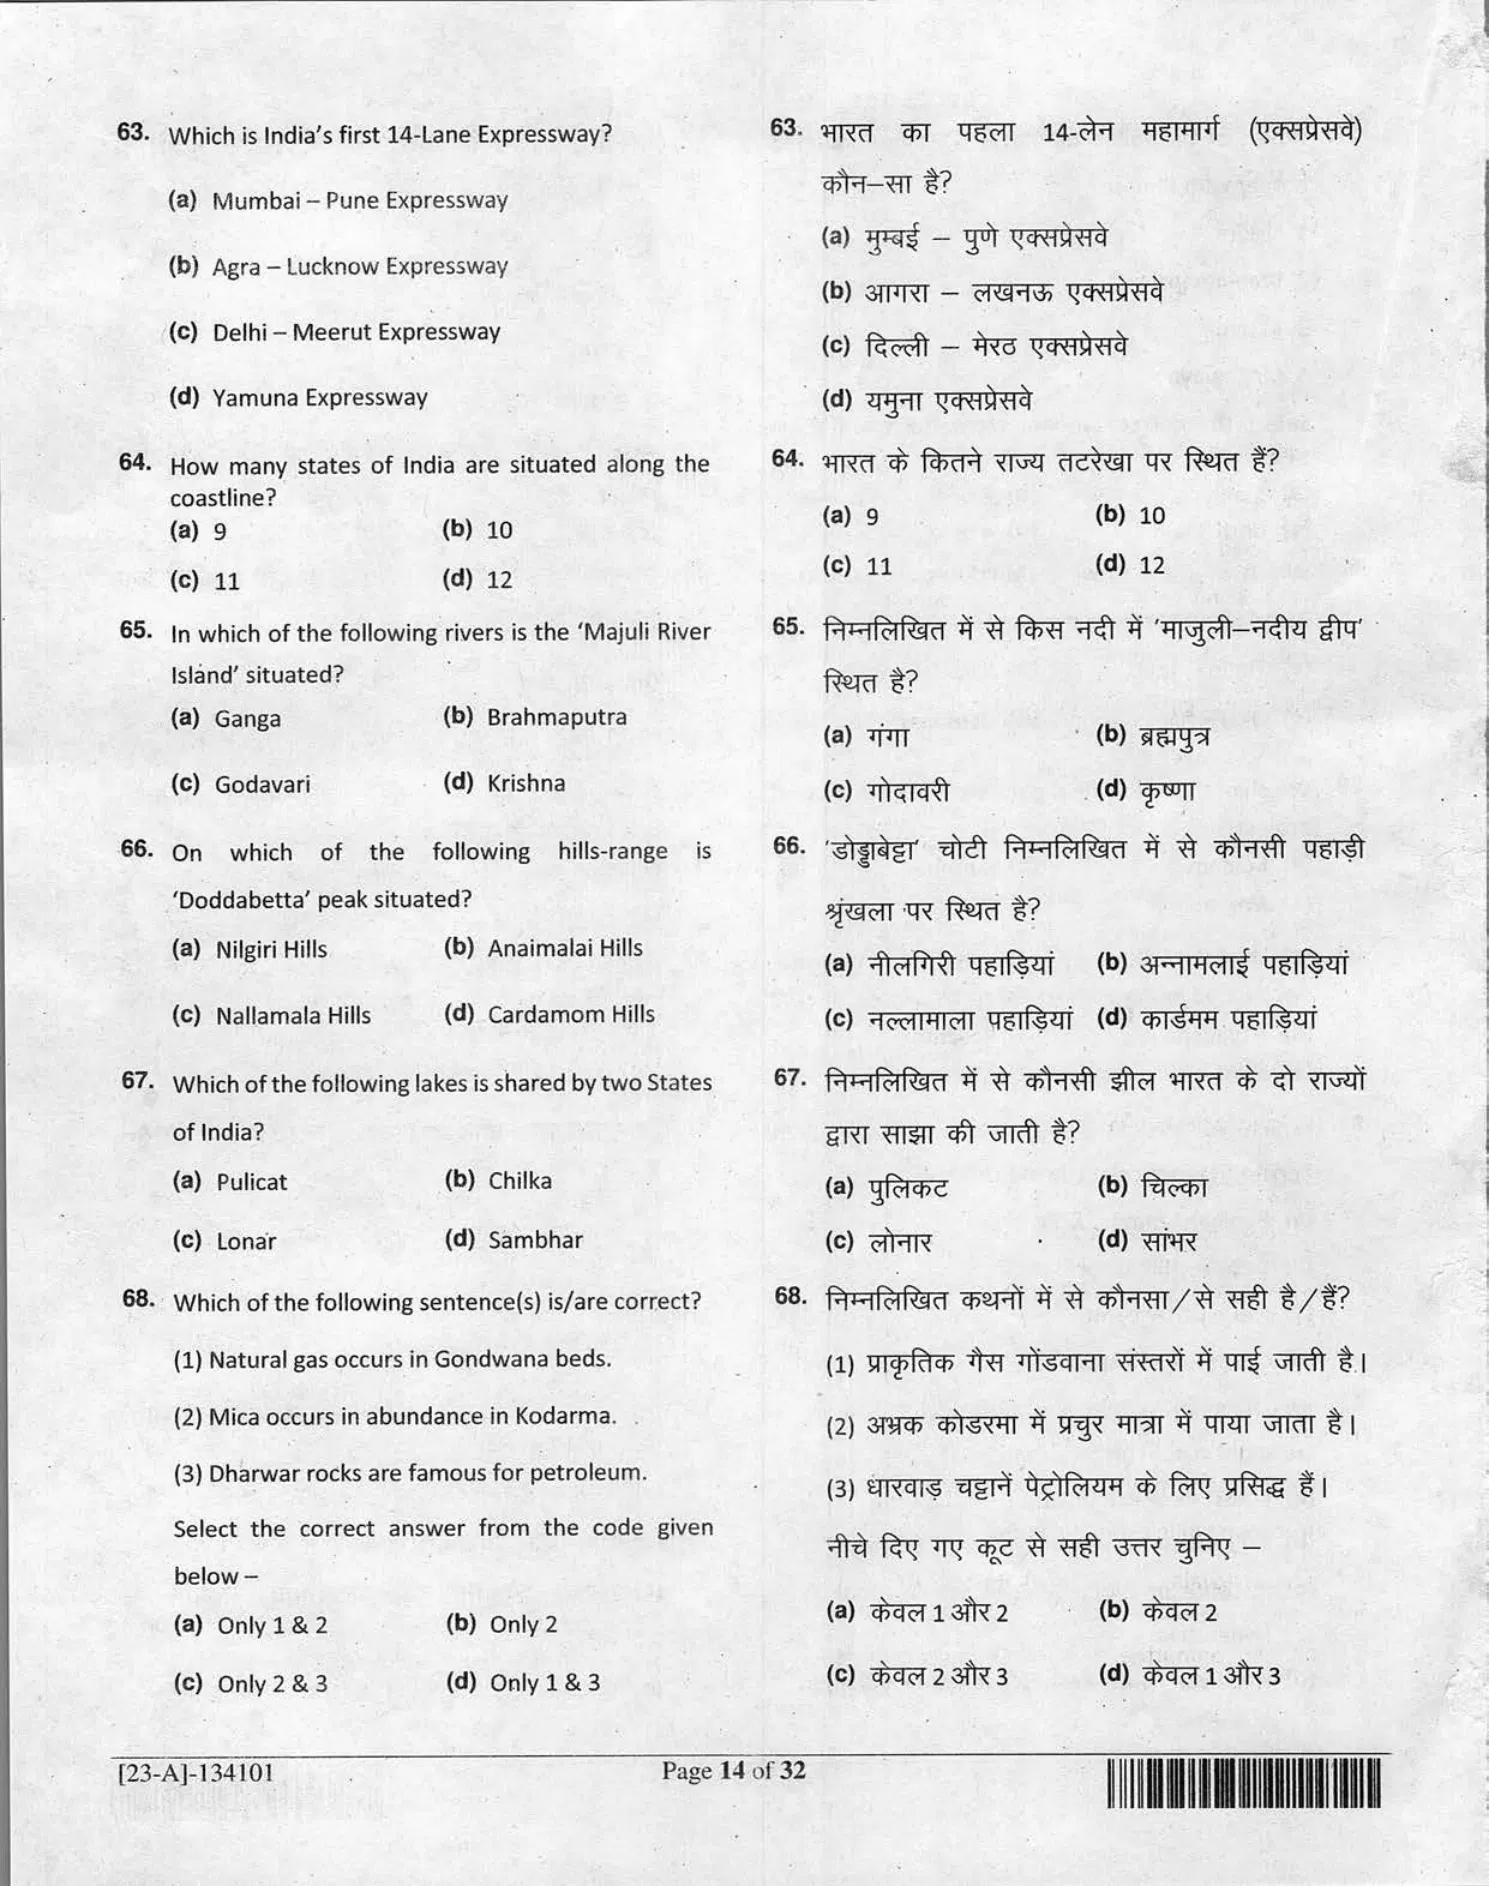 63. Which is India's first 14-Lane Expressway?
(a) Mumbai – Pune Expressway
(b) Agra – Lucknow Expressway
(c) Delhi – Meerut Expressway
(d) Yamuna Expressway
64. How many states of India are situated along the
coastline?
(a) 9 (b) 10
(c) 11 (d) 12
65. In which of the following rivers is the ‘Majuli River
Island’ situated?
(a) Ganga (b) Brahmaputra
(c) Godavari (d) Krishna
66. On which of the following hills-range is
‘Doddabetta’ peak situated?
(a) Nilgiri Hills (b) Anaimalai Hills
(c) Nallamala Hills (d) Cardamom Hills
67. Which of the following lakes is shared by two States
of India?
(a) Pulicat (b) Chilka
(c) Lonar (d) Sambhar
68. Which of the following sentence(s) is/are correct?
(1) Natural gas occurs in Gondwana beds.
(2) Mica occurs in abundance in Kodarma.
(3) Dharwar rocks are famous for petroleum.
Select the correct answer from the code given
below –
(a) Only 1 & 2 (b) Only 2
(c) Only 2 & 3 (d) Only 1 & 3
63. भारत का पहला 14-लेन महामार्ग (एक्सप्रेसवे)
कौन–सा है?
(a) मुम्बई – पुणे एक्सप्रेसवे
(b) आगरा – लखनऊ एक्सप्रेसवे
(c) दिल्ली – मेरठ एक्सप्रेसवे
(d) यमुना एक्सप्रेसवे
64. भारत के कितने राज्य तटरेखा पर स्थित हैं?
(a) 9 (b) 10
(c) 11 (d) 12
65. निम्नलिखित में से किस नदी में ‘माजुली–नदीय द्वीप’
स्थित है?
(a) गंगा (b) ब्रह्मपुत्र
(c) गोदावरी (d) कृष्णा
66. ‘डोड्डाबेट्टा’ चोटी निम्नलिखित में से कौनसी पहाड़ी
श्रृंखला पर स्थित है?
(a) नीलगिरी पहाड़ियां (b) अन्नामलाई पहाड़ियां
(c) नल्लामाला पहाड़ियां (d) कार्डमम पहाड़ियां
67. निम्नलिखित में से कौनसी झील भारत के दो राज्यों
द्वारा साझा की जाती है?
(a) पुलिकट (b) चिल्का
(c) लोनार (d) सांभर
68. निम्नलिखित कथनों में से कौनसा/से सही है/हैं?
(1) प्राकृतिक गैस गोंडवाना संस्तरों में पाई जाती है।
(2) अभ्रक कोडरमा में प्रचुर मात्रा में पाया जाता है।
(3) धारवाड़ चट्टानें पेट्रोलियम के लिए प्रसिद्ध हैं।
नीचे दिए गए कूट से सही उत्तर चुनिए –
(a) केवल 1 और 2 (b) केवल 2
(c) केवल 2 और 3 (d) केवल 1 और 3
[23-A]-134101 Page 14 of 32